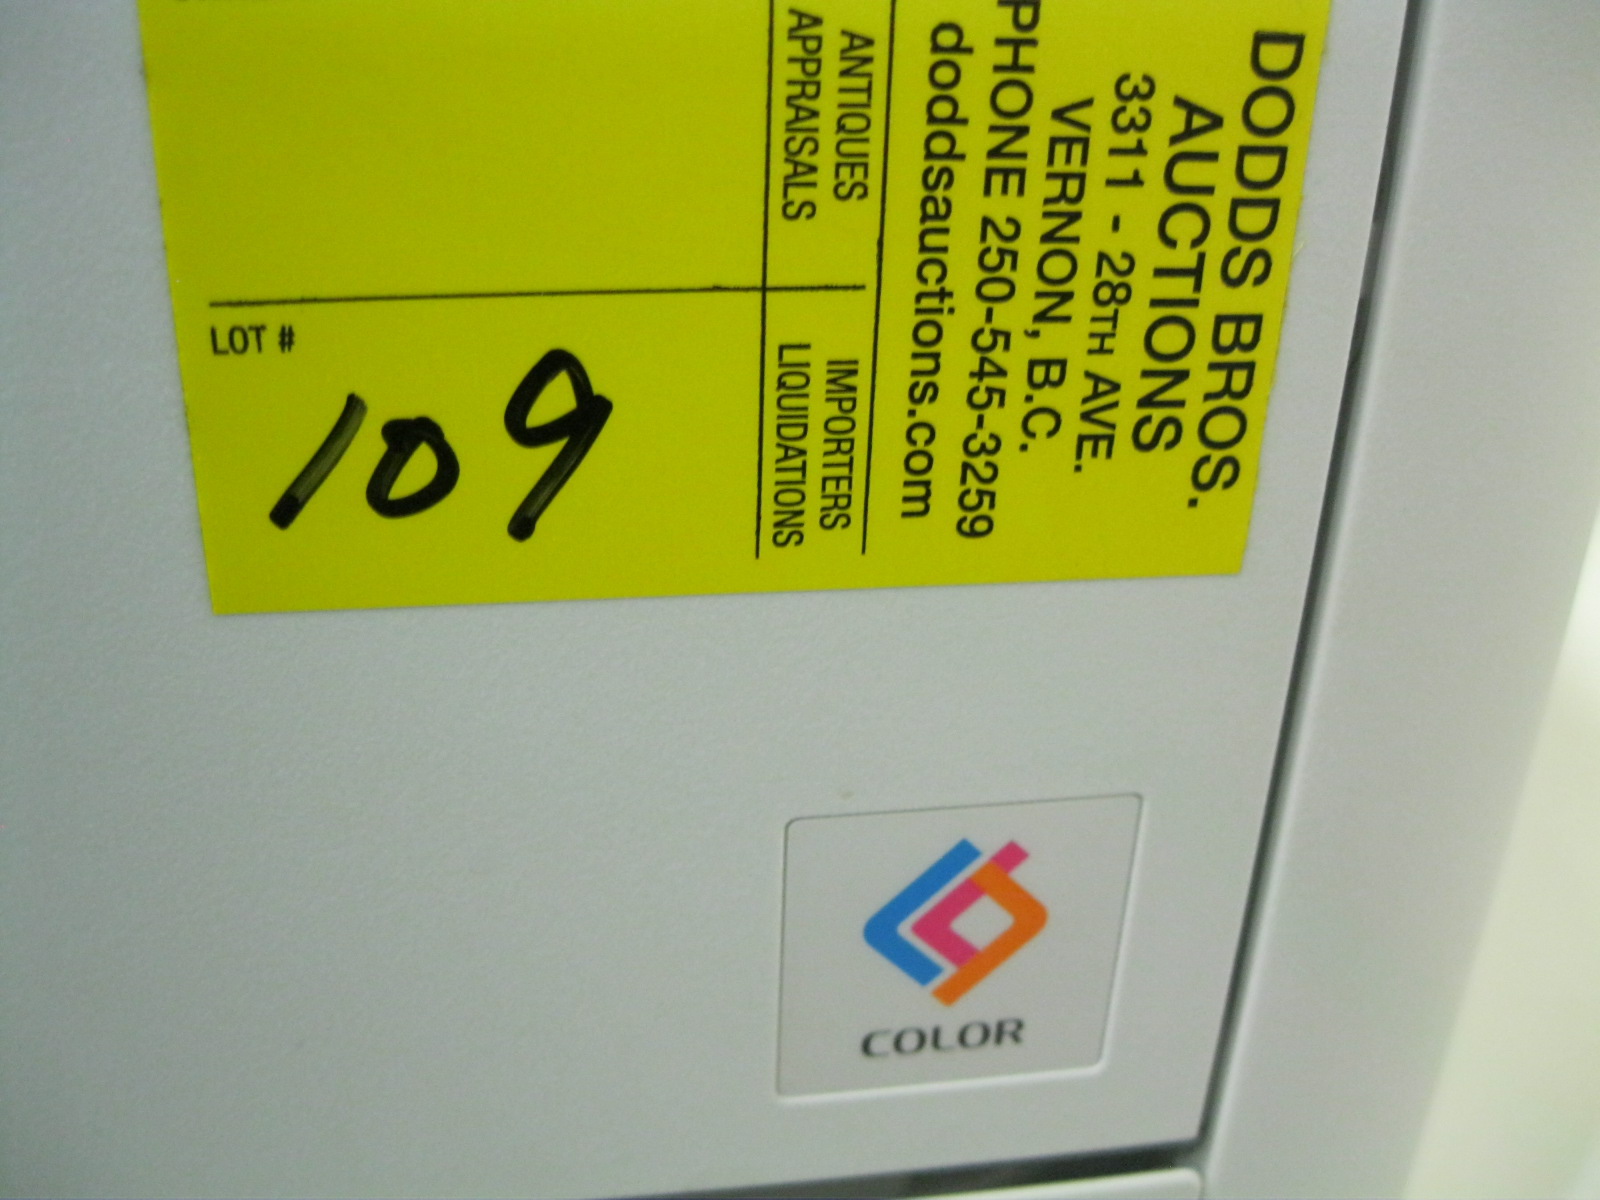 DODDS BROS.
AUCTIONS
3311 - 28TH AVE.
VERNON, B.C.
PHONE 250-545-3259
doddsauctions.com
ANTIQUES
APPRAISALS
IMPORTERS
LIQUIDATIONS
LOT #
109
COLOR